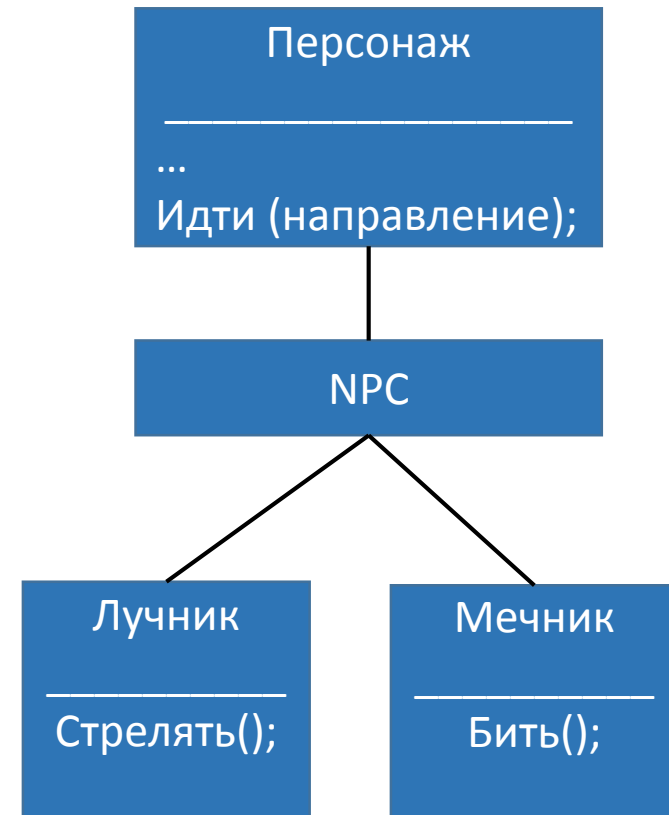 Персонаж
...
Идти (направление);
NPC
Лучник
Стрелять();
Мечник
Бить();